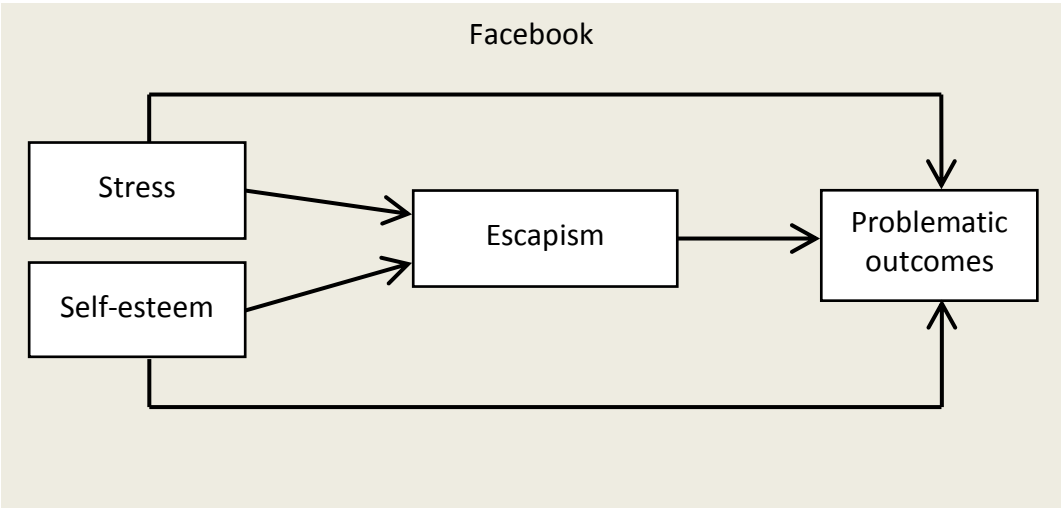 Facebook
Stress
Self-esteem
Escapism
Problematic
outcomes